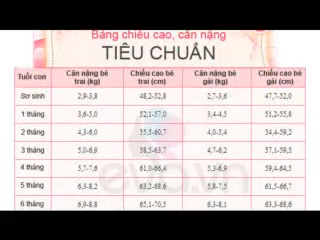 Bảng chiều cao, cân nặng
TIÊU CHUẨN
Tuổi con Cân nặng bé trai (kg) Chiều cao bé trai (cm) Cân nặng bé gái (kg) Chiều cao bé gái (cm)
Sơ sinh 2,9-3,8 48,2-52,8 2,7-3,6 47,7-52,0
1 tháng 3,6-5,0 52,1-57,0 3,4-4,5 51,2-55,8
2 tháng 4,3-6,0 55,5-60,7 4,0-5,4 54,4-59,2
3 tháng 5,0-6,9 58,5-63,7 4,7-6,2 57,1-59,5
4 tháng 5,7-7,6 61,0-66,4 5,3-6,9 59,4-64,5
5 tháng 6,3-8,2 63,2-68,6 5,8-7,5 61,5-66,7
6 tháng 6,9-8,8 65,1-70,5 6,3-8,1 63,3-68,6
eva.vn